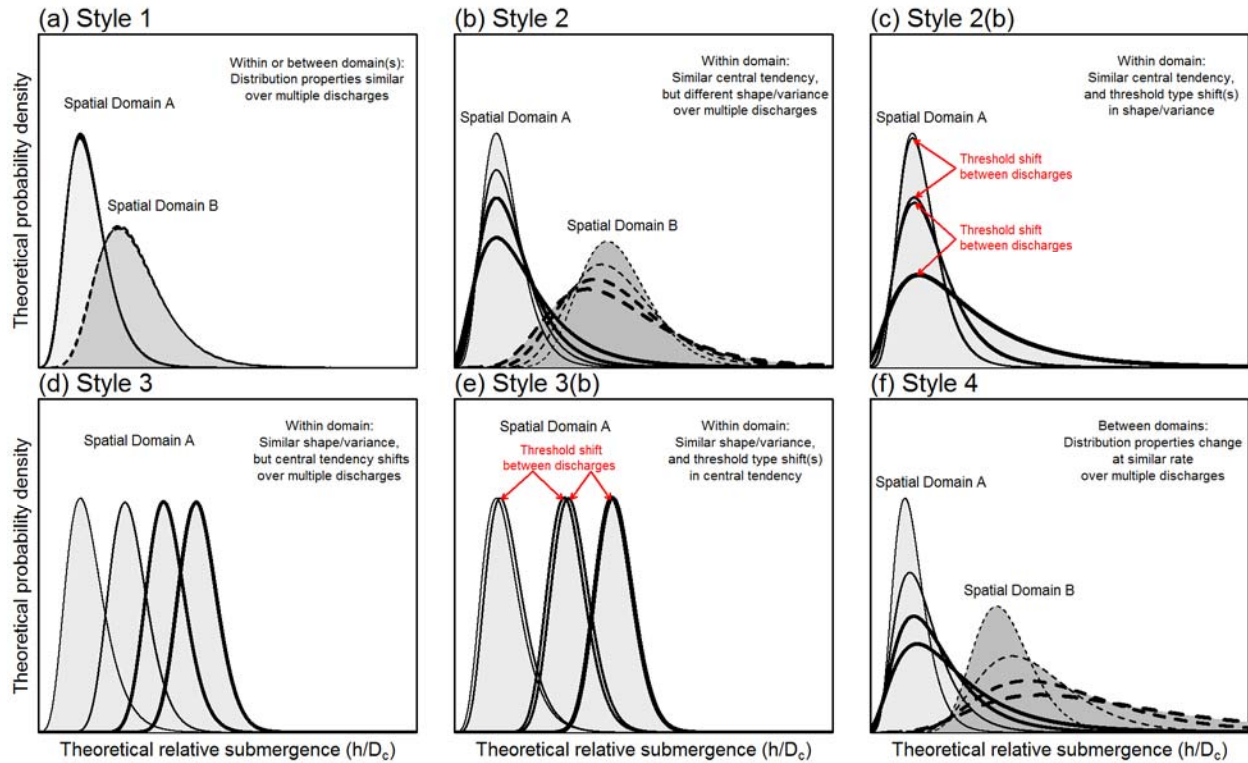 (a) Style 1
Within or between domain(s):
Distribution properties similar
over multiple discharges
Spatial Domain A
Spatial Domain B
Theoretical probability density
(b) Style 2
Within domain:
Similar central tendency,
but different shape/variance
over multiple discharges
Spatial Domain A
Spatial Domain B
(c) Style 2(b)
Within domain:
Similar central tendency,
and threshold type shift(s)
in shape/variance
Spatial Domain A
Threshold shift
between discharges
Threshold shift
between discharges
(d) Style 3
Within domain:
Similar shape/variance,
but central tendency shifts
over multiple discharges
Spatial Domain A
Theoretical probability density
Theoretical relative submergence (h/Dc)
(e) Style 3(b)
Spatial Domain A
Threshold shift
between discharges
Within domain:
Similar shape/variance,
and threshold type shift(s)
in central tendency
Theoretical relative submergence (h/Dc)
(f) Style 4
Between domains:
Distribution properties change
at similar rate
over multiple discharges
Spatial Domain A
Spatial Domain B
Theoretical relative submergence (h/Dc)